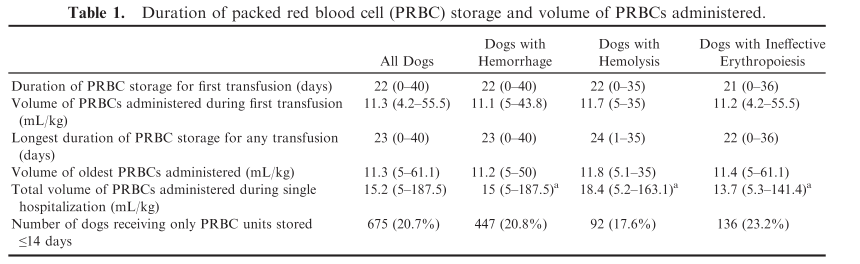 Table 1. Duration of packed red blood cell (PRBC) storage and volume of PRBCs administered.
All Dogs Dogs with Hemorrhage Dogs with Hemolysis Dogs with Ineffective Erythropoiesis
Duration of PRBC storage for first transfusion (days) 22 (0–40) 22 (0–40) 22 (0–35) 21 (0–36)
Volume of PRBCs administered during first transfusion 11.3 (4.2–55.5) 11.1 (5–43.8) 11.7 (5–35) 11.2 (4.2–55.5)
(mL/kg)
Longest duration of PRBC storage for any transfusion 23 (0–40) 23 (0–40) 24 (1–35) 22 (0–36)
(days)
Volume of oldest PRBCs administered (mL/kg) 11.3 (5–61.1) 11.2 (5–50) 11.8 (5.1–35) 11.4 (5–61.1)
Total volume of PRBCs administered during single 15.2 (5–187.5) 15 (5–187.5)a 18.4 (5.2–163.1)a 13.7 (5.3–141.4)a
hospitalization (mL/kg)
Number of dogs receiving only PRBC units stored 675 (20.7%) 447 (20.8%) 92 (17.6%) 136 (23.2%)
≤14 days